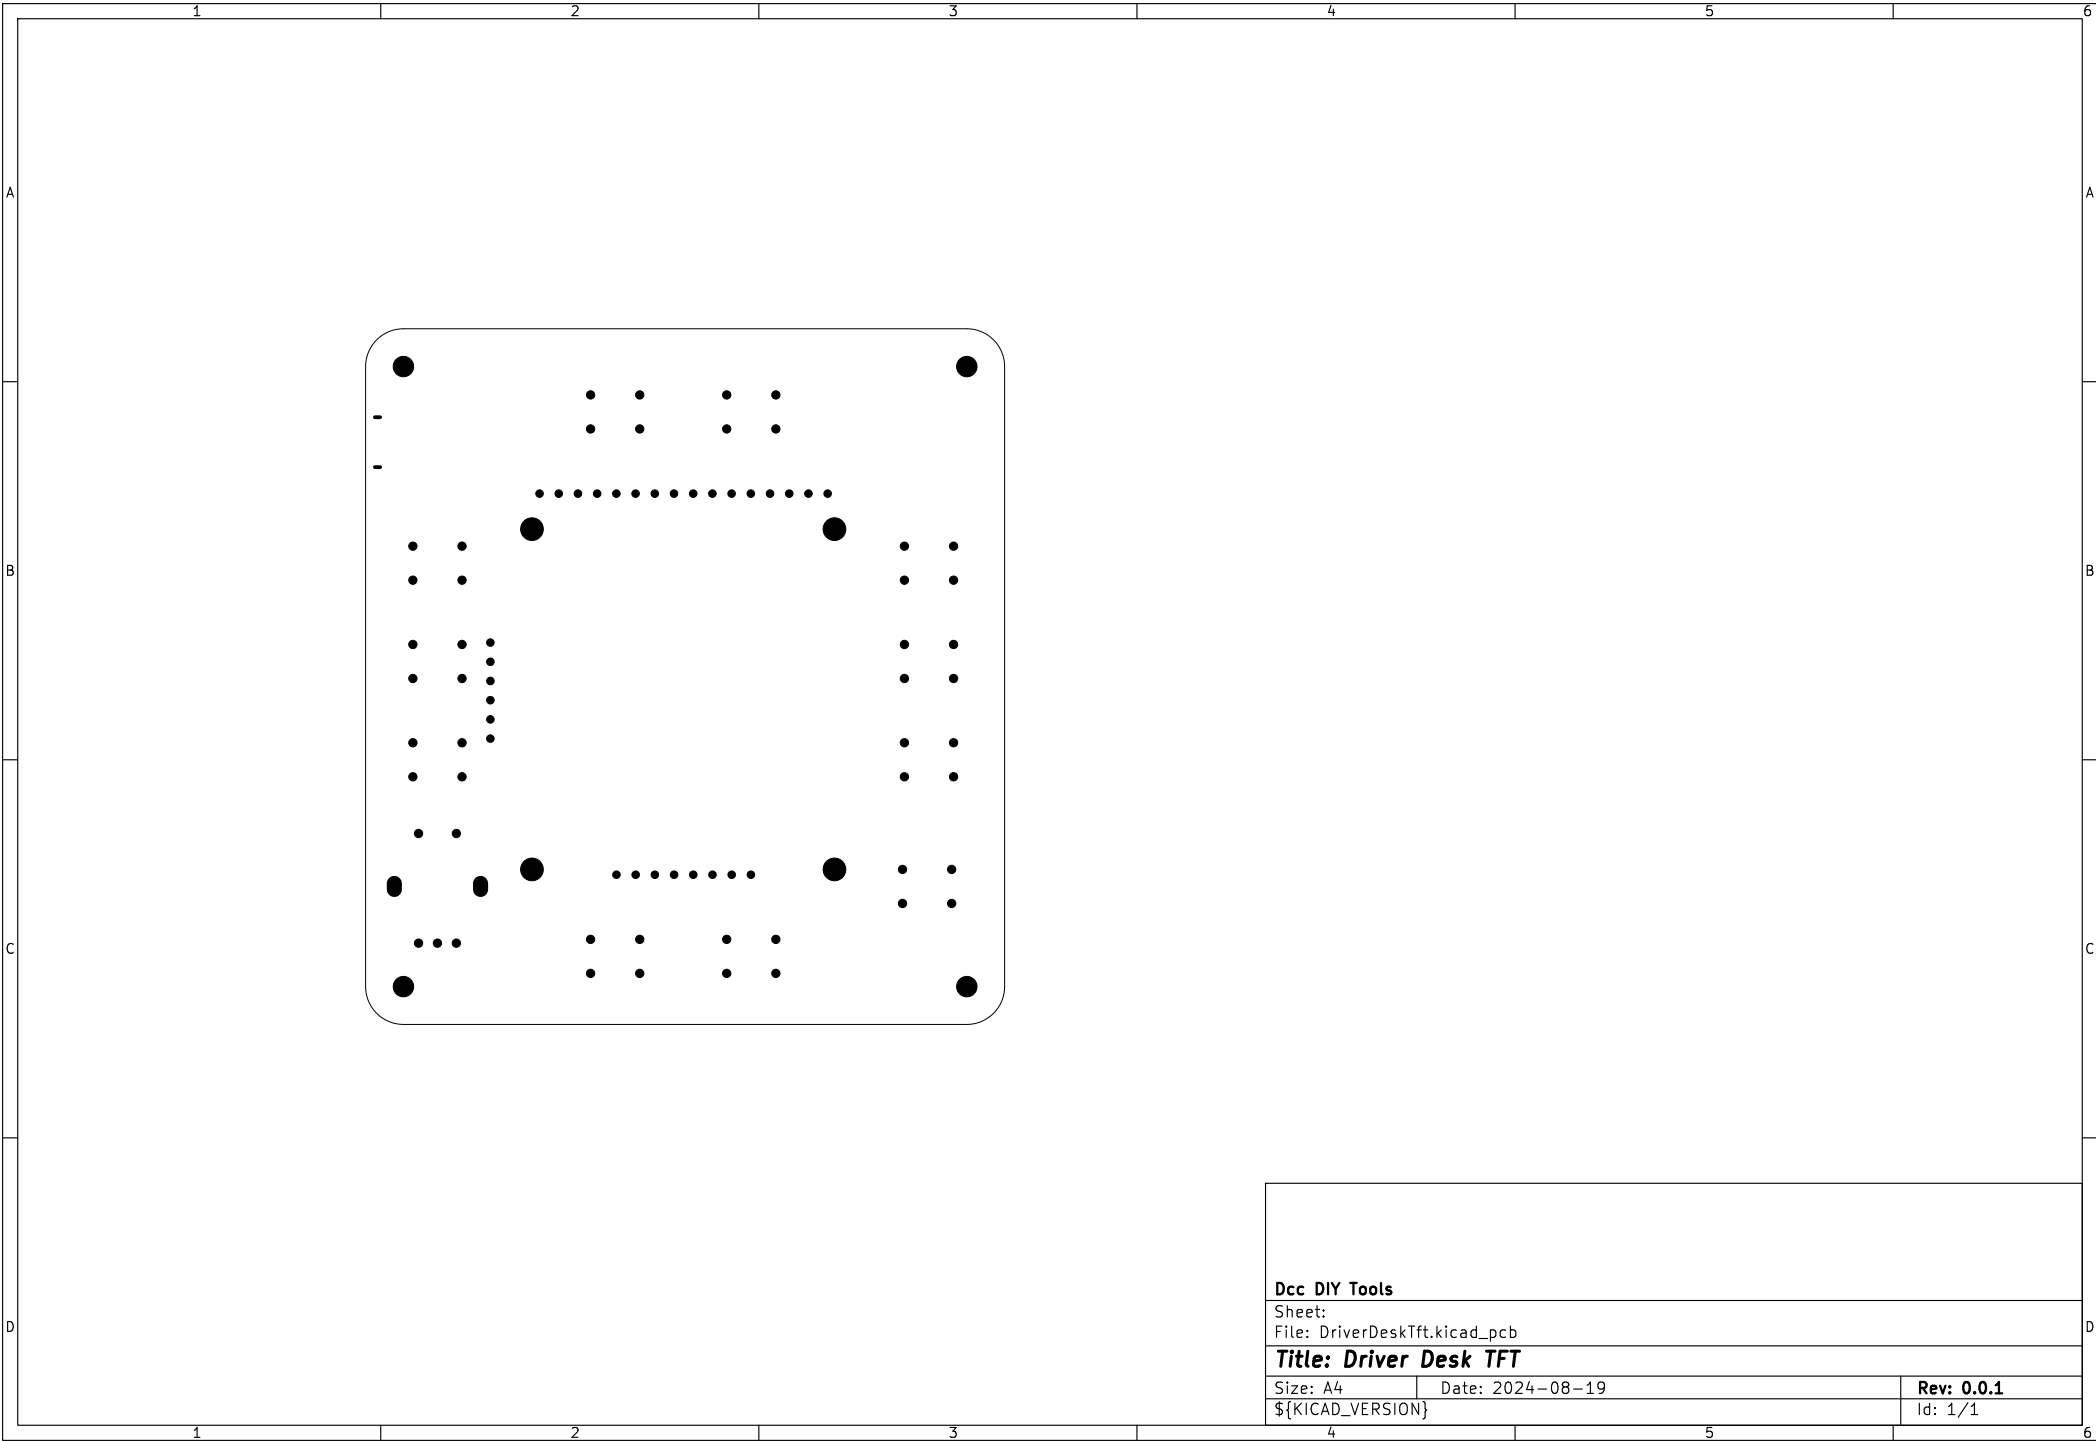 1 2 3 4 5 6
A A
B B
C C
Dcc DIY Tools
Sheet:
File: DriverDeskTft.kicad_pcb
D D
Title: Driver Desk TFT
Size: A4 Date: 2024-08-19 Rev: 0.0.1
${KICAD_VERSION} Id: 1/1
1 2 3 4 5 6